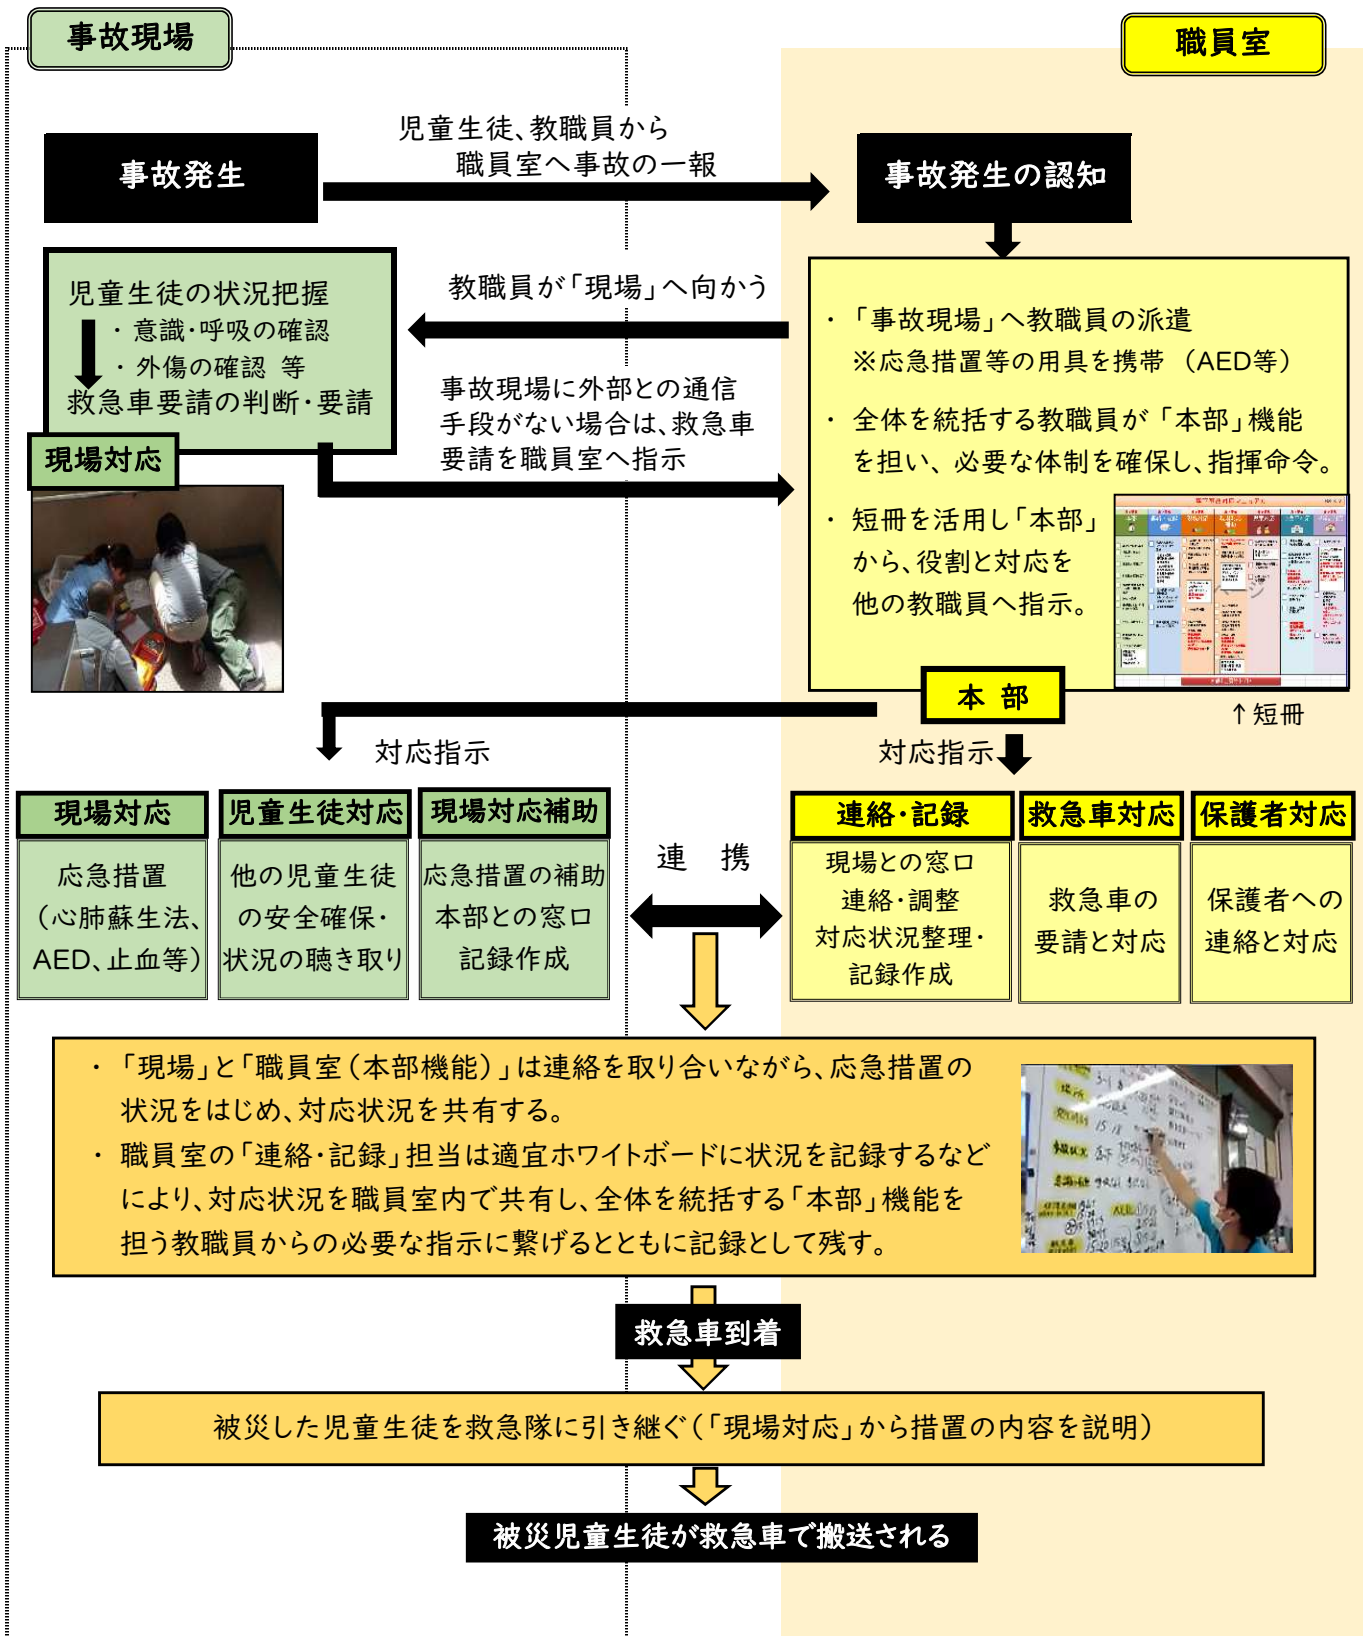 事故現場
職員室
児童生徒、教職員から
職員室へ事故の一報
事故発生
事故発生の認知
児童生徒の状況把握
・意識・呼吸の確認
・外傷の確認 等
救急車要請の判断・要請
現場対応
教職員が「現場」へ向かう
事故現場に外部との通信
手段がない場合は、救急車
要請を職員室へ指示
・「事故現場」へ教職員の派遣
※応急措置等の用具を携帯 (AED等)
・全体を統括する教職員が「本部」機能
を担い、必要な体制を確保し、指揮命令。
・短冊を活用し「本部」
から、役割と対応を
他の教職員へ指示。
本 部
↑短冊
対応指示
対応指示
現場対応
応急措置
(心肺蘇生法、
AED、止血等)
児童生徒対応
他の児童生徒
の安全確保・
状況の聴き取り
現場対応補助
応急措置の補助
本部との窓口
記録作成
連 携
連絡・記録
現場との窓口
連絡・調整
対応状況整理・
記録作成
救急車対応
救急車の
要請と対応
保護者対応
保護者への
連絡と対応
・「現場」と「職員室(本部機能)」は連絡を取り合いながら、応急措置の
状況をはじめ、対応状況を共有する。
・職員室の「連絡・記録」担当は適宜ホワイトボードに状況を記録するなど
により、対応状況を職員室内で共有し、全体を統括する「本部」機能を
担う教職員からの必要な指示に繋げるとともに記録として残す。
救急車到着
被災した児童生徒を救急隊に引き継ぐ(「現場対応」から措置の内容を説明)
被災児童生徒が救急車で搬送される